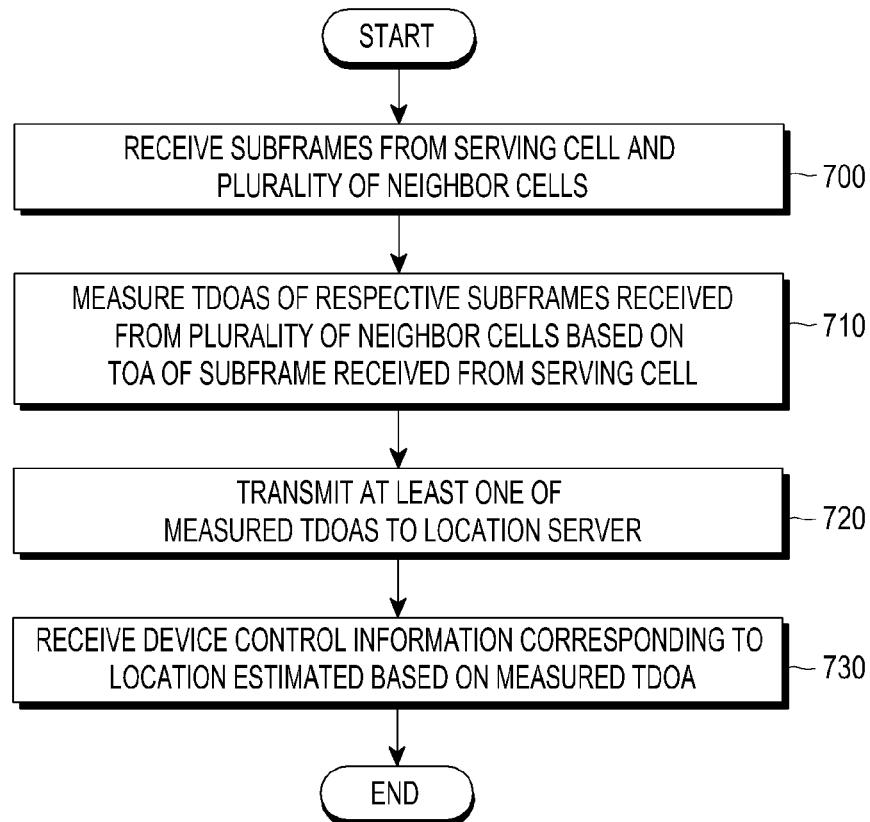 START
RECEIVE SUBFRAMES FROM SERVING CELL AND
PLURALITY OF NEIGHBOR CELLS
700
MEASURE TDOAS OF RESPECTIVE SUBFRAMES RECEIVED
FROM PLURALITY OF NEIGHBOR CELLS BASED ON
TOA OF SUBFRAME RECEIVED FROM SERVING CELL
710
TRANSMIT AT LEAST ONE OF
MEASURED TDOAS TO LOCATION SERVER
720
RECEIVE DEVICE CONTROL INFORMATION CORRESPONDING TO
LOCATION ESTIMATED BASED ON MEASURED TDOA
730
END